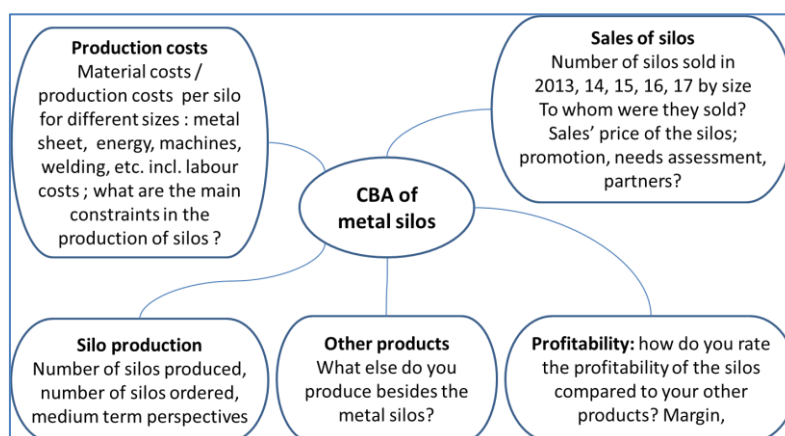 Production costs
Material costs /
production costs per silo
for different sizes : metal
sheet, energy, machines,
welding, etc. incl. labour
costs ; what are the main
constraints in the
production of silos ?
Sales of silos
Number of silos sold in
2013, 14, 15, 16, 17 by size
To whom were they sold?
Sales' price of the silos;
promotion, needs assessment,
partners?
CBA of
metal silos
Silo production
Number of silos produced,
number of silos ordered,
medium term perspectives
Other products
What else do you
produce besides the
metal silos?
Profitability: how do you rate
the profitability of the silos
compared to your other
products? Margin,